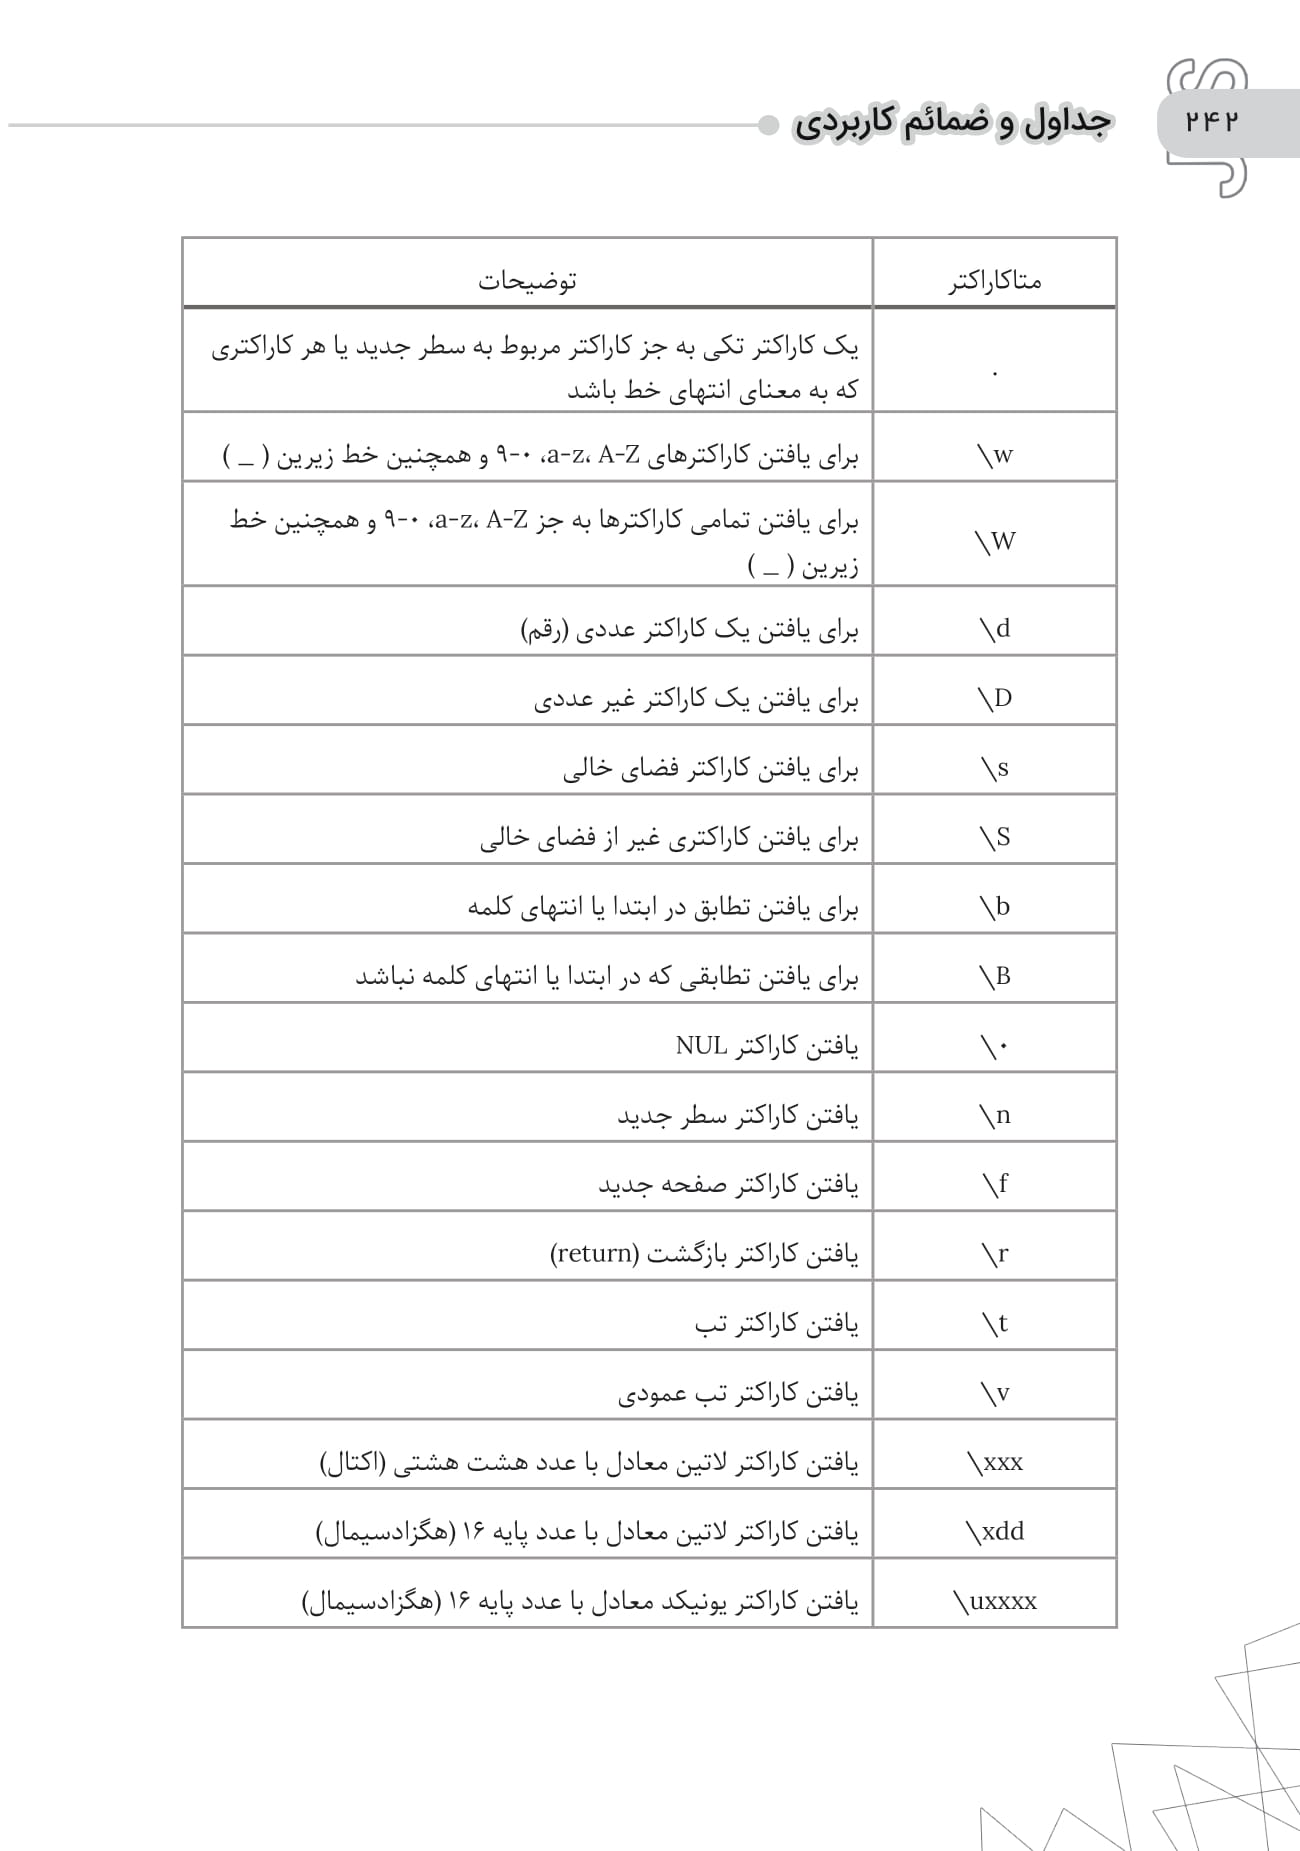 ۲۴۲
جداول و ضمائم کاربردی
متاکاراکتر	توضیحات
.	یک کاراکتر تکی به جز کاراکتر مربوط به سطر جدید یا هر کاراکتری
که به معنای انتهای خط باشد
\w	برای یافتن کاراکترهای a-z، A-Z، ۰-۹ و همچنین خط زیرین ( _ )
\W	برای یافتن تمامی کاراکترها به جز a-z، A-Z، ۰-۹ و همچنین خط
زیرین ( _ )
\d	برای یافتن یک کاراکتر عددی (رقم)
\D	برای یافتن یک کاراکتر غیر عددی
\s	برای یافتن کاراکتر فضای خالی
\S	برای یافتن کاراکتری غیر از فضای خالی
\b	برای یافتن تطابق در ابتدا یا انتهای کلمه
\B	برای یافتن تطابقی که در ابتدا یا انتهای کلمه نباشد
\۰	یافتن کاراکتر NUL
\n	یافتن کاراکتر سطر جدید
\f	یافتن کاراکتر صفحه جدید
\r	یافتن کاراکتر بازگشت (return)
\t	یافتن کاراکتر تب
\v	یافتن کاراکتر تب عمودی
\xxx	یافتن کاراکتر لاتین معادل با عدد هشت هشتی (اکتال)
\xdd	یافتن کاراکتر لاتین معادل با عدد پایه ۱۶ (هگزادسیمال)
\uxxxx	یافتن کاراکتر یونیکد معادل با عدد پایه ۱۶ (هگزادسیمال)